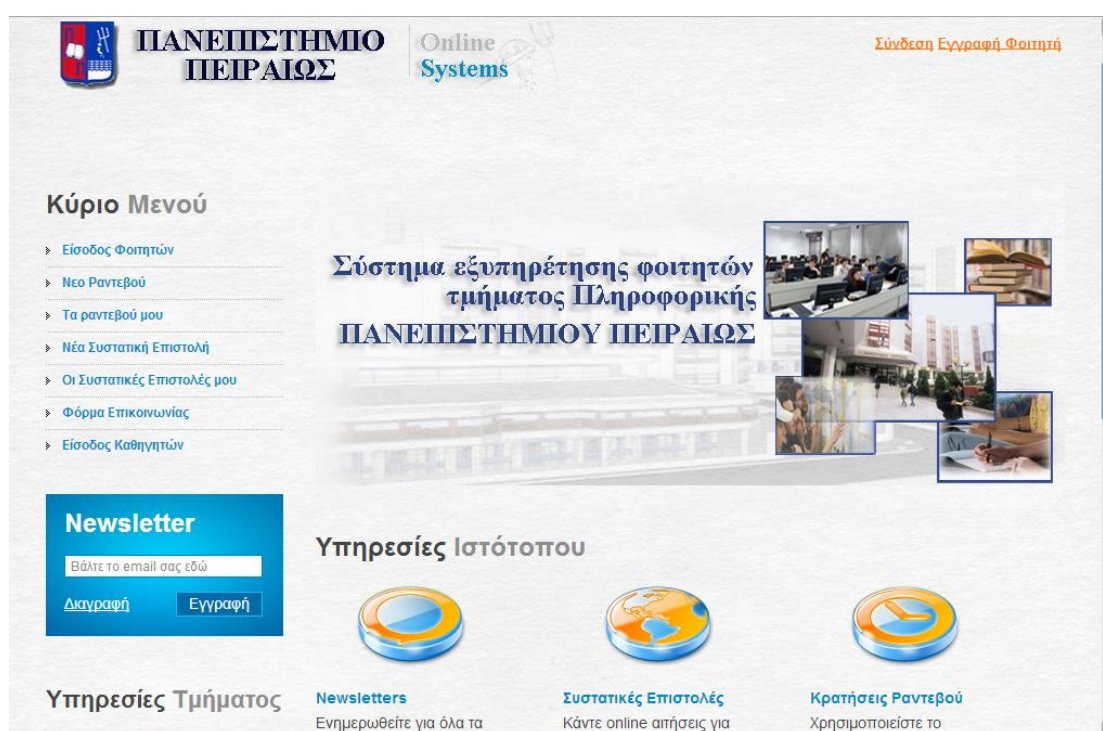 ΠΑΝΕΠΙΣΤΗΜΙΟ
ΠΕΙΡΑΙΩΣ
Online
Systems
Σύνδεση Εγγραφή Φοιτητή
Κύριο Μενού
Είσοδος Φοιτητών
Νεο Ραντεβού
Τα ραντεβού μου
Νέα Συστατική Επιστολή
Οι Συστατικές Επιστολές μου
Φόρμα Επικοινωνίας
Είσοδος Καθηγητών
Σύστημα εξυπηρέτησης φοιτητών
τμήματος Πληροφορικής
ΠΑΝΕΠΙΣΤΗΜΙΟΥ ΠΕΙΡΑΙΩΣ
Newsletter
Βάλτε το email σας εδώ
Διαγραφή Εγγραφή
Υπηρεσίες Τμήματος
Υπηρεσίες Ιστότοπου
Newsletters
Ενημερωθείτε για όλα τα
Συστατικές Επιστολές
Κάντε online αιτήσεις για
Κρατήσεις Ραντεβού
Χρησιμοποιείστε το